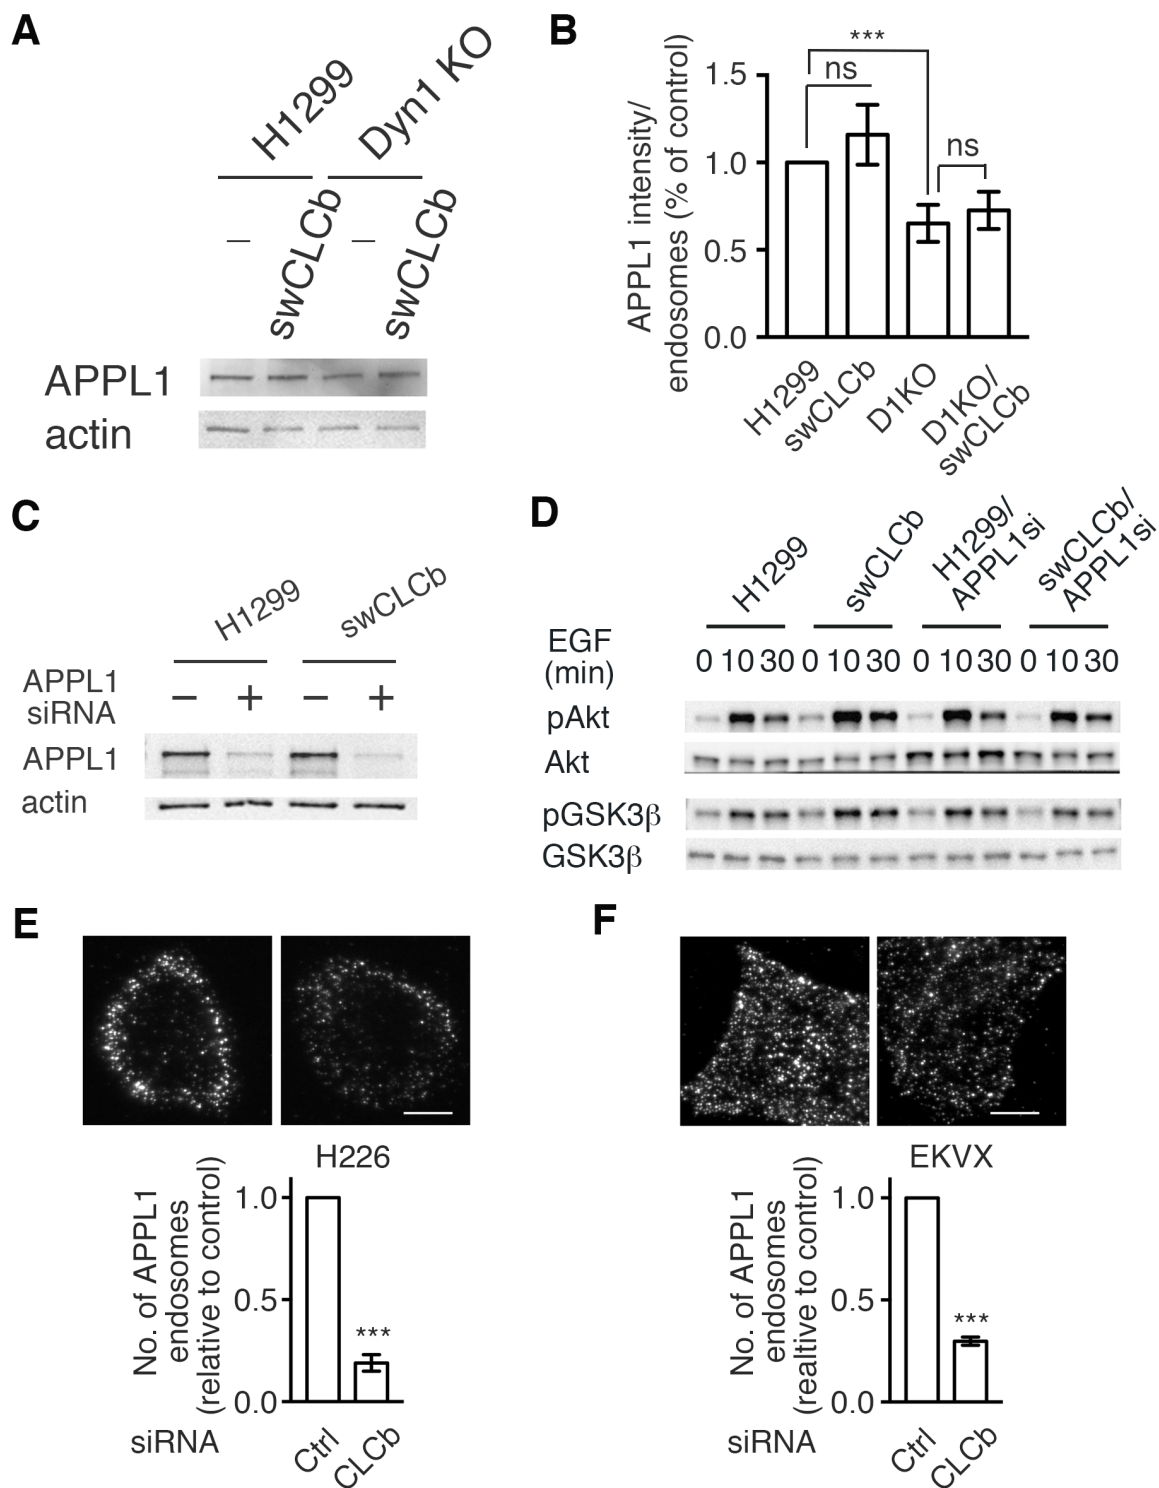 A
H1299
Dyn1 KO
–
swCLCb
–
swCLCb
APPL1
actin
B
APPL1 intensity/
endosomes (% of control)
1.5
1.0
0.5
0.0
***
ns
ns
H1299
swCLCb
D1KO
D1KO/
swCLCb
C
H1299
swCLCb
APPL1
siRNA
– + – +
APPL1
actin
D
H1299
swCLCb
H1299/
APPL1si
swCLCb/
APPL1si
EGF
(min)
0 10 30 0 10 30 0 10 30 0 10 30
pAkt
Akt
pGSK3β
GSK3β
E
H226
No. of APPL1
endosomes
(relative to control)
1.0
0.5
0.0
***
siRNA
Ctrl
CLCb
F
EKVX
No. of APPL1
endosomes
(realtive to control)
1.0
0.5
0.0
***
siRNA
Ctrl
CLCb